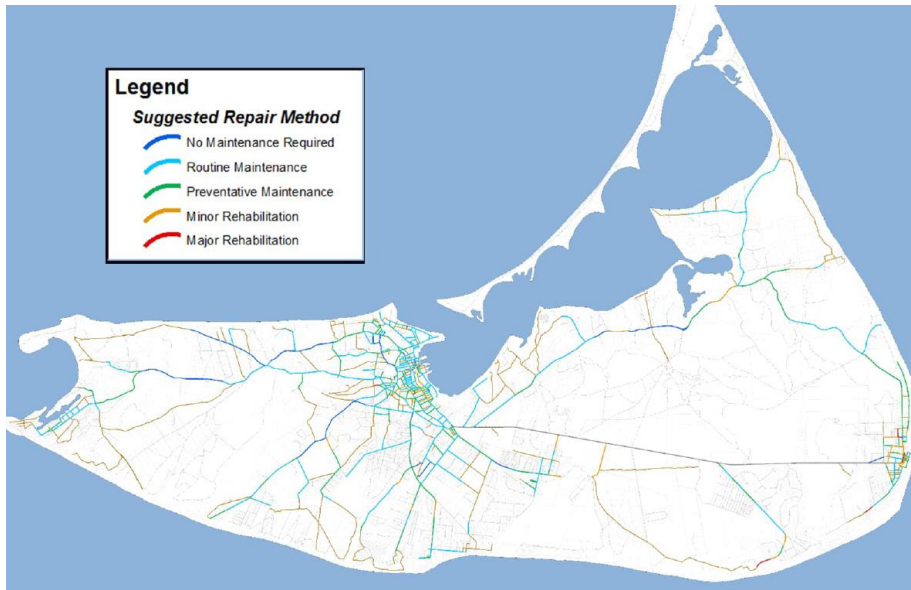 Legend
Suggested Repair Method
No Maintenance Required
Routine Maintenance
Preventative Maintenance
Minor Rehabilitation
Major Rehabilitation